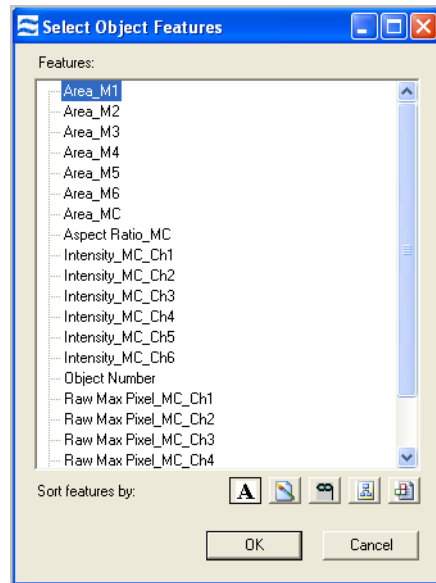 Select Object Features
Features:
Area_M1
Area_M2
Area_M3
Area_M4
Area_M5
Area_M6
Area_MC
Aspect Ratio_MC
Intensity_MC_Ch1
Intensity_MC_Ch2
Intensity_MC_Ch3
Intensity_MC_Ch4
Intensity_MC_Ch5
Intensity_MC_Ch6
Object Number
Raw Max Pixel_MC_Ch1
Raw Max Pixel_MC_Ch2
Raw Max Pixel_MC_Ch3
Raw Max Pixel_MC_Ch4
Sort features by: A
OK Cancel